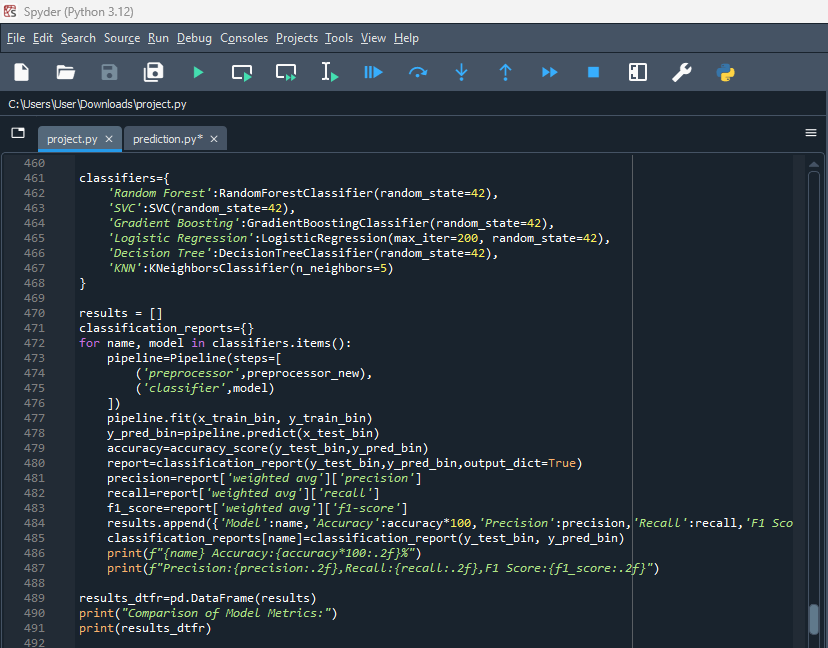 Spyder (Python 3.12)
File Edit Search Source Run Debug Consoles Projects Tools View Help
C:\Users\User\Downloads\project.py
project.py × prediction.py* ×
460
461 classifiers={
462     'Random Forest':RandomForestClassifier(random_state=42),
463     'SVC':SVC(random_state=42),
464     'Gradient Boosting':GradientBoostingClassifier(random_state=42),
465     'Logistic Regression':LogisticRegression(max_iter=200, random_state=42),
466     'Decision Tree':DecisionTreeClassifier(random_state=42),
467     'KNN':KNeighborsClassifier(n_neighbors=5)
468 }
469
470 results = []
471 classification_reports={}
472 for name, model in classifiers.items():
473     pipeline=Pipeline(steps=[
474         ('preprocessor',preprocessor_new),
475         ('classifier',model)
476     ])
477     pipeline.fit(x_train_bin, y_train_bin)
478     y_pred_bin=pipeline.predict(x_test_bin)
479     accuracy=accuracy_score(y_test_bin,y_pred_bin)
480     report=classification_report(y_test_bin,y_pred_bin,output_dict=True)
481     precision=report['weighted avg']['precision']
482     recall=report['weighted avg']['recall']
483     f1_score=report['weighted avg']['f1-score']
484     results.append({'Model':name,'Accuracy':accuracy*100,'Precision':precision,'Recall':recall,'F1 Sco
485     classification_reports[name]=classification_report(y_test_bin, y_pred_bin)
486     print(f"{name} Accuracy:{accuracy*100:.2f}%")
487     print(f"Precision:{precision:.2f},Recall:{recall:.2f},F1 Score:{f1_score:.2f}")
488
489 results_dtfr=pd.DataFrame(results)
490 print("Comparison of Model Metrics:")
491 print(results_dtfr)
492